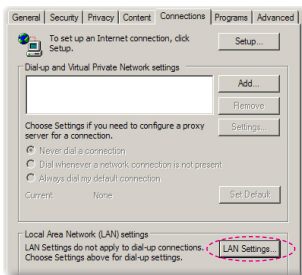 General Security Privacy Content Connections Programs Advanced
To set up an Internet connection, click Setup.
Setup...
Dial-up and Virtual Private Network settings
Add...
Remove
Choose Settings if you need to configure a proxy server for a connection.
Settings...
Never dial a connection
Dial whenever a network connection is not present
Always dial my default connection
Current None
Set Default
Local Area Network (LAN) settings
LAN Settings do not apply to dial-up connections. Choose Settings above for dial-up settings.
LAN Settings...